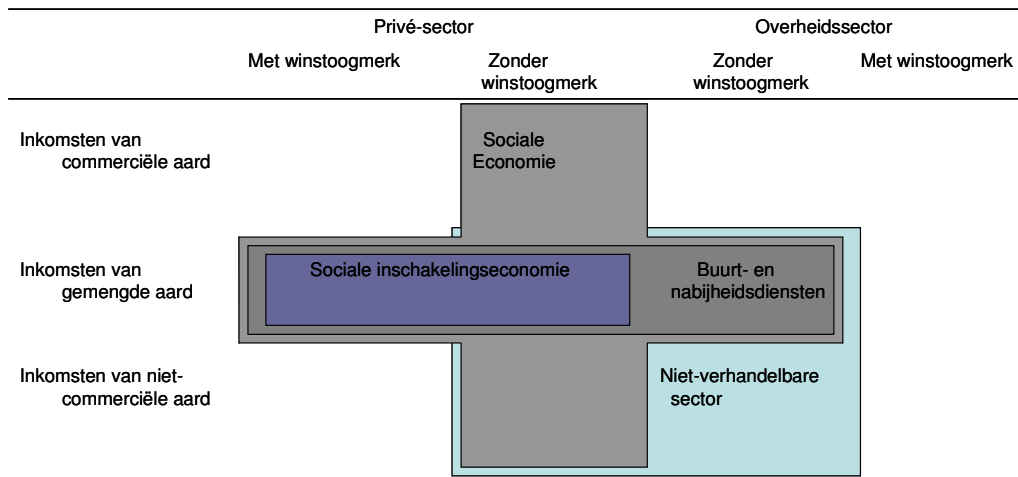 Privé-sector Overheidssector
Met winstoogmerk Zonder Zonder Met winstoogmerk
winstoogmerk winstoogmerk
Inkomsten van
commerciële aard
Sociale
Economie
Inkomsten van
gemengde aard
Sociale inschakelingseconomie
Buurt- en
nabijheidsdiensten
Inkomsten van niet-
commerciële aard
Niet-verhandelbare
sector